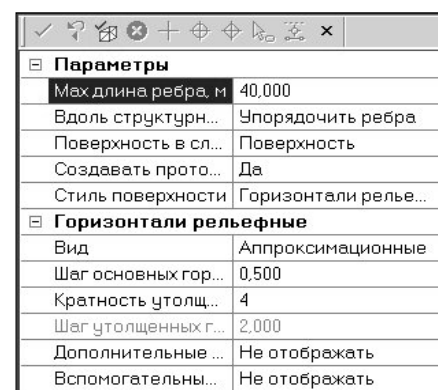 Параметры
Мах длина ребра, м 40,000
Вдоль структурн... Упорядочить ребра
Поверхность в сл... Поверхность
Создавать прото... Да
Стиль поверхности Горизонтали релье...
Горизонтали рельефные
Вид Аппроксимационные
Шаг основных гор... 0,500
Кратность утолщ... 4
Шаг утолщенных г... 2,000
Дополнительные ... Не отображать
Вспомогательны... Не отображать